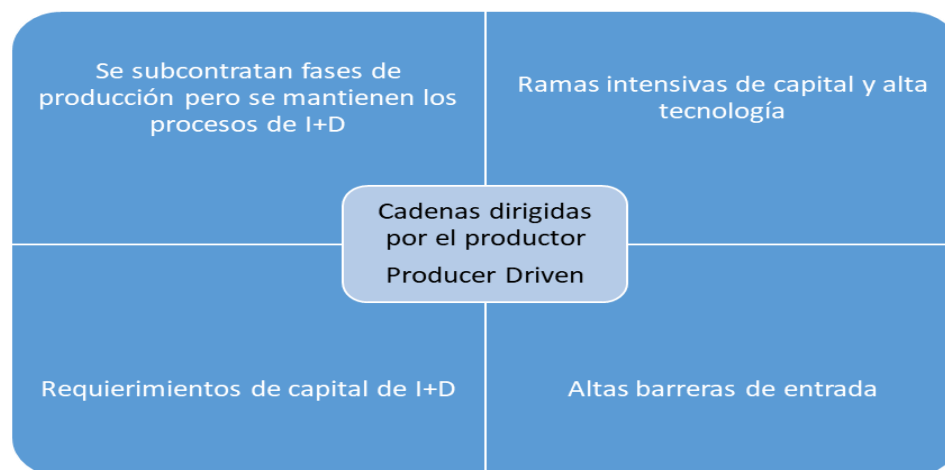 Se subcontratan fases de
producción pero se mantienen los
procesos de I+D
Ramas intensivas de capital y alta
tecnología
Cadenas dirigidas
por el productor
Producer Driven
Requierimientos de capital de I+D
Altas barreras de entrada